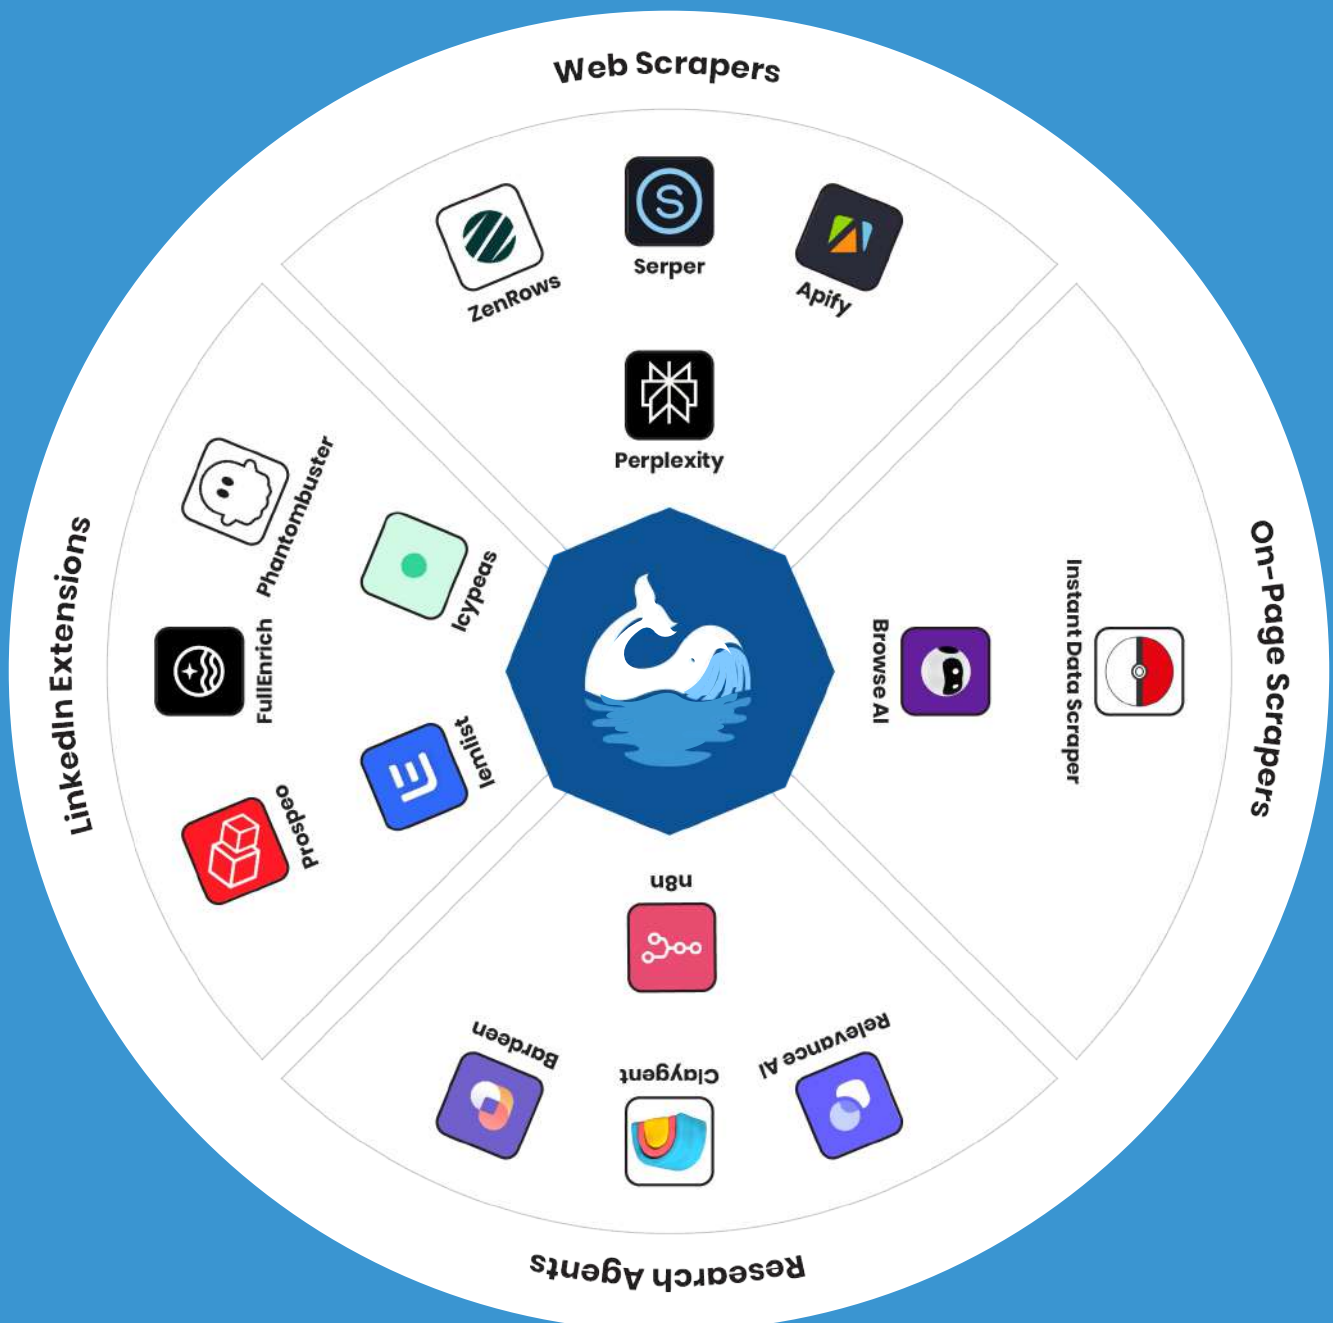 Web Scrapers
ZenRows
Serper
Apify
Perplexity
On-Page Scrapers
Browse AI
Instant Data Scraper
Research Agents
n8n
Relevance AI
Claygent
Bardeen
LinkedIn Extensions
Phantombuster
Icypeas
FullEnrich
lemlist
Prospeo